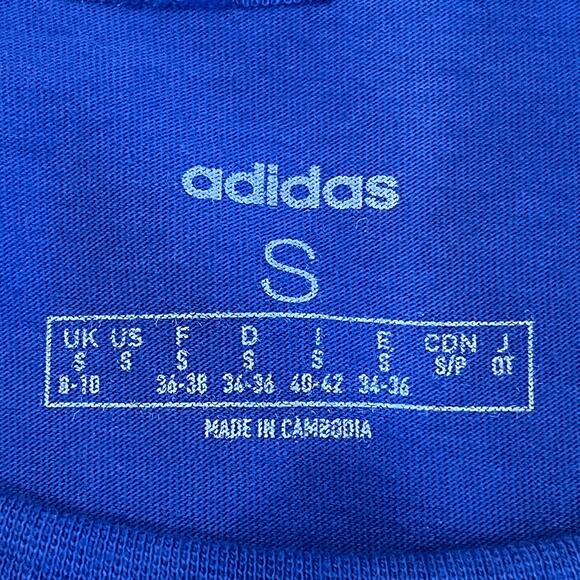 adidas
S
UK US F D I E CDN J
S S S S S S S/P OT
8-10 36-38 34-36 40-42 34-36
MADE IN CAMBODIA